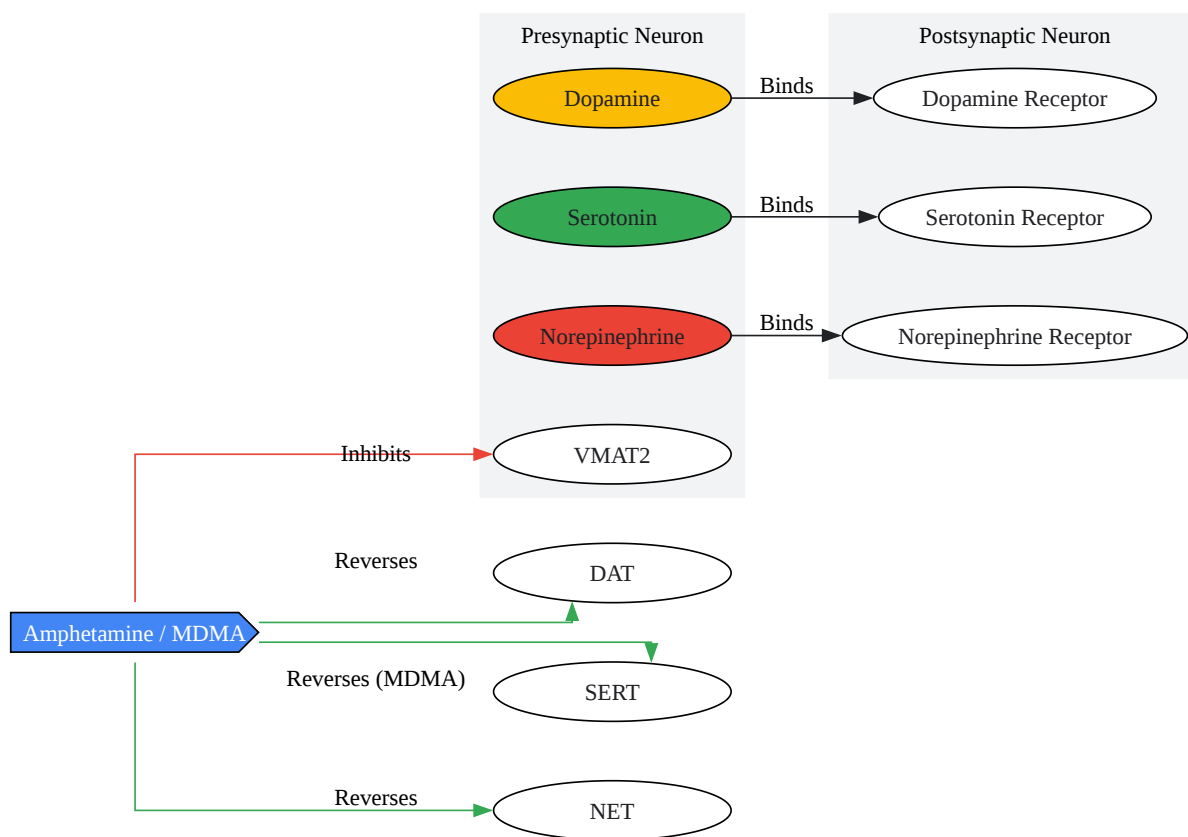 Presynaptic Neuron
Postsynaptic Neuron
Dopamine
Binds
Dopamine Receptor
Serotonin
Binds
Serotonin Receptor
Norepinephrine
Binds
Norepinephrine Receptor
Inhibits
VMAT2
Reverses
DAT
Amphetamine / MDMA
Reverses (MDMA)
SERT
Reverses
NET